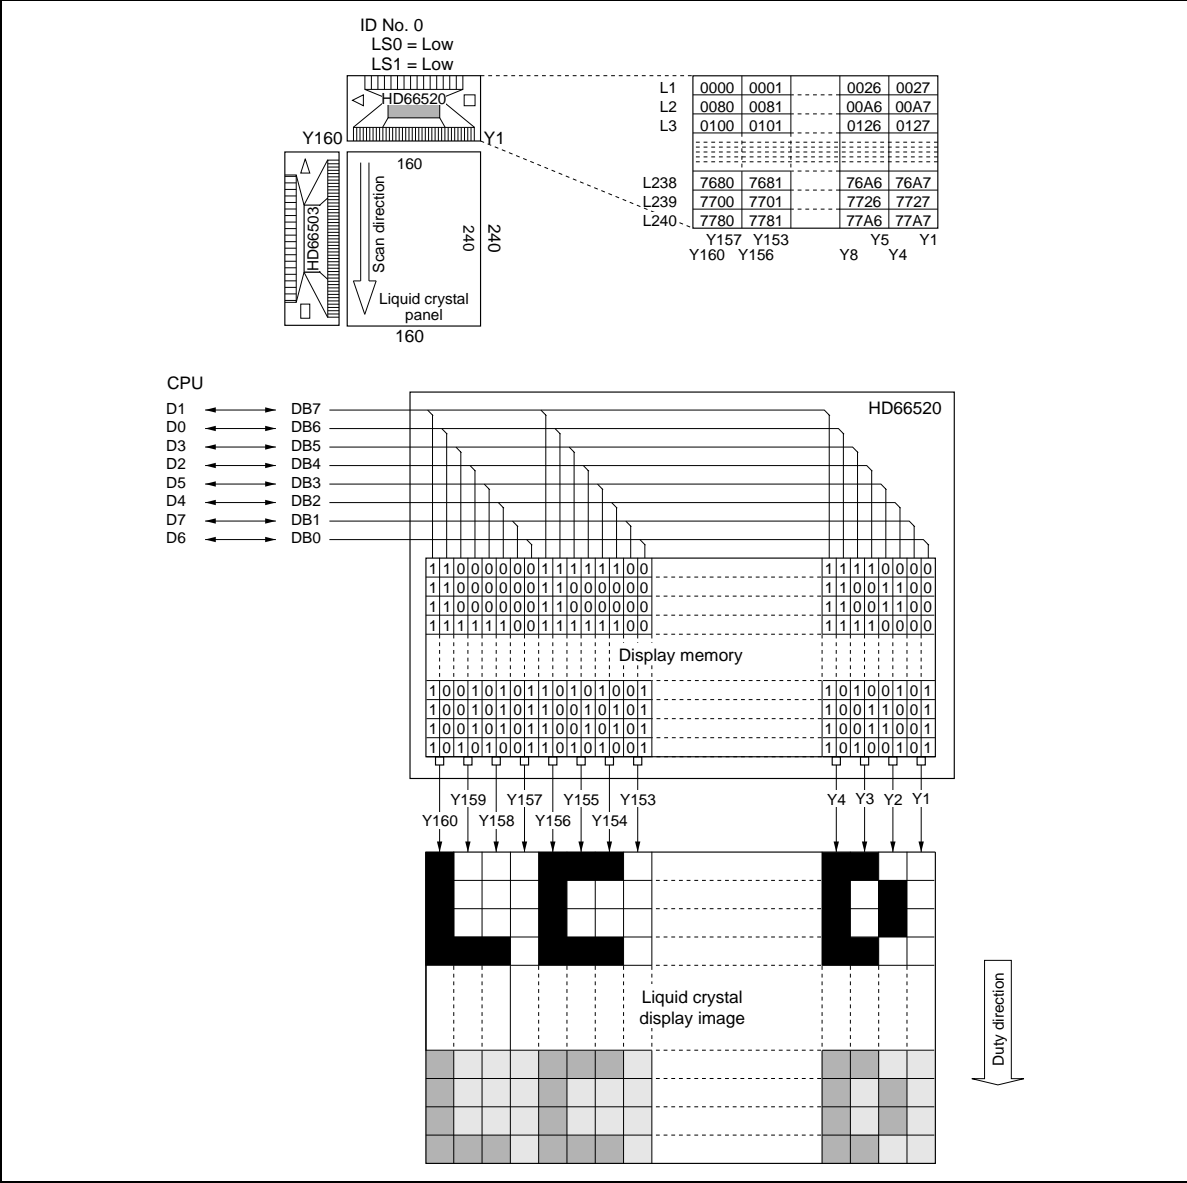 ID No. 0
LS0 = Low
LS1 = Low
HD66520
Y160
Y1
HD66503
160
Scan direction
240
240
Liquid crystal
panel
160
L1 0000 0001 0026 0027
L2 0080 0081 00A6 00A7
L3 0100 0101 0126 0127
L238 7680 7681 76A6 76A7
L239 7700 7701 7726 7727
L240 7780 7781 77A6 77A7
Y157 Y153 Y5 Y1
Y160 Y156 Y8 Y4
CPU
HD66520
D1 DB7
D0 DB6
D3 DB5
D2 DB4
D5 DB3
D4 DB2
D7 DB1
D6 DB0
1 1 0 0 0 0 0 0 1 1 1 1 1 1 0 0 1 1 1 1 0 0 0 0
1 1 0 0 0 0 0 0 1 1 0 0 0 0 0 0 1 1 0 0 1 1 0 0
1 1 0 0 0 0 0 0 1 1 0 0 0 0 0 0 1 1 0 0 1 1 0 0
1 1 1 1 1 1 0 0 1 1 1 1 1 1 0 0 1 1 1 1 0 0 0 0
Display memory
1 0 0 1 0 1 0 1 1 0 1 0 1 0 0 1 1 0 1 0 0 1 0 1
1 0 0 1 0 1 0 1 1 0 0 1 0 1 0 1 1 0 0 1 1 0 0 1
1 0 0 1 0 1 0 1 1 0 0 1 0 1 0 1 1 0 0 1 1 0 0 1
1 0 1 0 1 0 0 1 1 0 1 0 1 0 0 1 1 0 1 0 0 1 0 1
Y159 Y157 Y155 Y153 Y4 Y3 Y2 Y1
Y160 Y158 Y156 Y154
Liquid crystal
display image
Duty direction